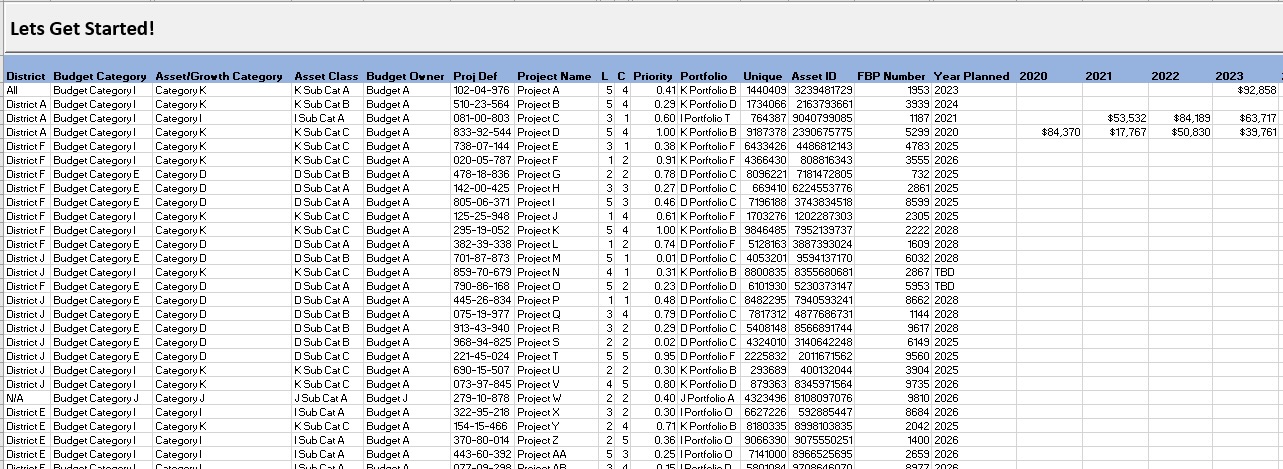 Lets Get Started!
District Budget Category Asset/Growth Category Asset Class Budget Owner Proj Def Project Name L C Priority Portfolio Unique Asset ID FBP Number Year Planned 2020 2021 2022 2023
All Budget Category I Category K K Sub Cat A Budget A 102-04-976 Project A 5 4 0.41 K Portfolio B 1440409 3239481729 1953 2023 $92,858
District A Budget Category I Category K K Sub Cat B Budget A 510-23-564 Project B 5 4 0.29 K Portfolio D 1734066 2163793661 3939 2024
District A Budget Category I Category I I Sub Cat A Budget A 081-00-803 Project C 3 1 0.60 I Portfolio T 764387 9040799085 1187 2021 $53,532 $84,189 $63,717
District A Budget Category I Category K K Sub Cat C Budget A 833-92-544 Project D 5 4 1.00 K Portfolio B 9187378 2390675775 5299 2020 $84,370 $17,767 $50,830 $39,761
District F Budget Category I Category K K Sub Cat C Budget A 738-07-144 Project E 3 1 0.38 K Portfolio F 6433426 4486812143 4783 2025
District F Budget Category I Category K K Sub Cat C Budget A 020-05-787 Project F 1 2 0.91 K Portfolio F 4366430 808816343 3555 2026
District F Budget Category E Category D D Sub Cat B Budget A 478-18-836 Project G 2 2 0.78 D Portfolio C 8096221 7181472805 732 2025
District F Budget Category E Category D D Sub Cat A Budget A 142-00-425 Project H 3 3 0.27 D Portfolio C 669410 6224553776 2861 2025
District F Budget Category E Category D D Sub Cat A Budget A 805-06-371 Project I 5 3 0.46 D Portfolio C 7196188 3743834518 8599 2025
District F Budget Category I Category K K Sub Cat C Budget A 125-25-948 Project J 1 4 0.61 K Portfolio F 1703276 1202287303 2305 2025
District F Budget Category I Category K K Sub Cat C Budget A 295-19-052 Project K 5 4 1.00 K Portfolio B 9846485 7952139737 2222 2028
District F Budget Category E Category D D Sub Cat A Budget A 382-39-338 Project L 1 2 0.74 D Portfolio F 5128163 3887393024 1609 2028
District J Budget Category E Category D D Sub Cat B Budget A 701-87-873 Project M 5 1 0.01 D Portfolio C 4053201 9594137170 6032 2028
District J Budget Category I Category K K Sub Cat C Budget A 859-70-679 Project N 4 1 0.31 K Portfolio B 8800835 8355680681 2867 TBD
District F Budget Category E Category D D Sub Cat A Budget A 790-86-168 Project O 5 2 0.23 D Portfolio C 6101930 5230373147 5953 TBD
District J Budget Category E Category D D Sub Cat A Budget A 445-26-834 Project P 1 1 0.48 D Portfolio C 8482295 7940593241 8662 2028
District J Budget Category E Category D D Sub Cat B Budget A 075-19-977 Project Q 3 4 0.79 D Portfolio C 7817312 4877686731 1144 2028
District J Budget Category E Category D D Sub Cat B Budget A 913-43-940 Project R 3 2 0.29 D Portfolio C 5408148 8566891744 9617 2028
District J Budget Category E Category D D Sub Cat B Budget A 968-94-825 Project S 2 2 0.02 D Portfolio C 4324010 3140642248 6149 2025
District J Budget Category E Category D D Sub Cat C Budget A 221-45-024 Project T 5 5 0.95 D Portfolio F 2225832 2011671562 9560 2025
District J Budget Category I Category K K Sub Cat C Budget A 690-15-507 Project U 2 2 0.30 K Portfolio B 293689 400132044 3904 2025
District J Budget Category I Category K K Sub Cat C Budget A 073-97-845 Project V 4 5 0.80 K Portfolio B 879363 8345971564 9735 2026
N/A Budget Category J Category J J Sub Cat A Budget J 279-10-878 Project W 2 2 0.40 J Portfolio A 4323496 8108097076 9810 2026
District E Budget Category I Category I I Sub Cat A Budget A 322-95-218 Project X 3 2 0.30 I Portfolio O 6627226 592885447 8684 2026
District E Budget Category I Category K K Sub Cat C Budget A 154-15-466 Project Y 2 4 0.71 K Portfolio B 8180335 8998103835 2042 2025
District E Budget Category I Category I I Sub Cat A Budget A 370-80-014 Project Z 2 5 0.36 I Portfolio O 9066390 9075550251 1400 2026
District E Budget Category I Category I I Sub Cat A Budget A 443-60-392 Project AA 5 3 0.25 I Portfolio O 7141000 8966525695 2659 2026
District E Budget Category I Category I I Sub Cat A Budget A 077-09-298 Project AB 3 4 0.15 5801084 9708646070 8977 2026